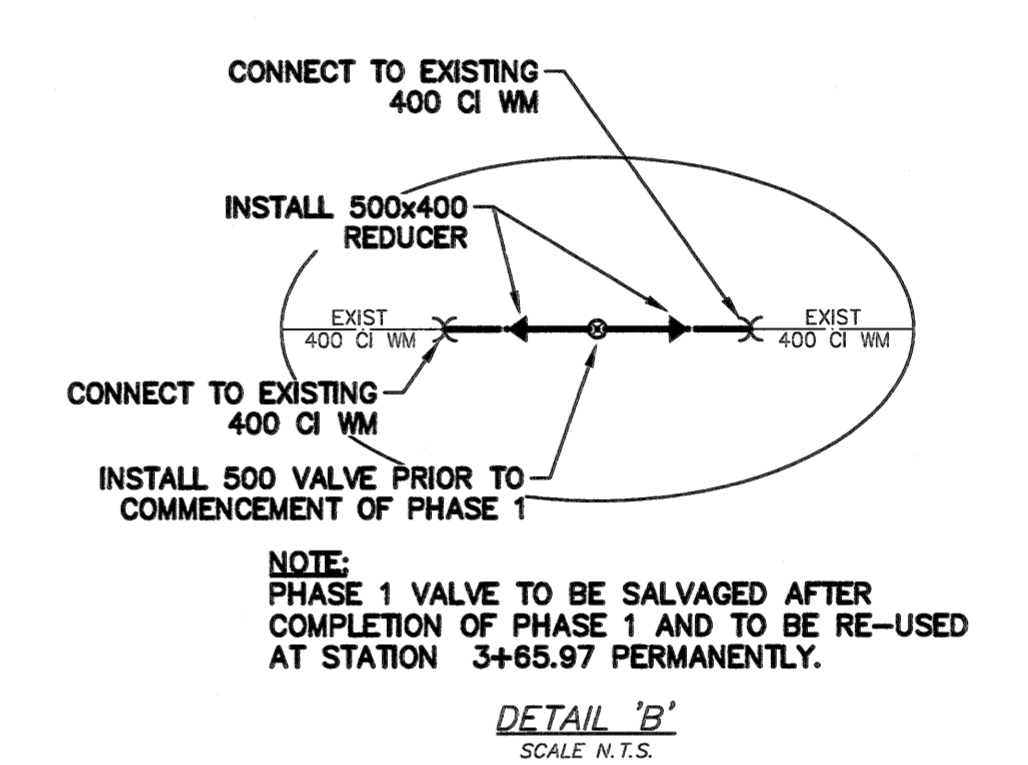 CONNECT TO EXISTING
400 CI WM
INSTALL 500x400
REDUCER
EXIST
400 CI WM
EXIST
400 CI WM
CONNECT TO EXISTING
400 CI WM
INSTALL 500 VALVE PRIOR TO
COMMENCEMENT OF PHASE 1
NOTE:
PHASE 1 VALVE TO BE SALVAGED AFTER
COMPLETION OF PHASE 1 AND TO BE RE-USED
AT STATION 3+65.97 PERMANENTLY.
DETAIL 'B'
SCALE N.T.S.